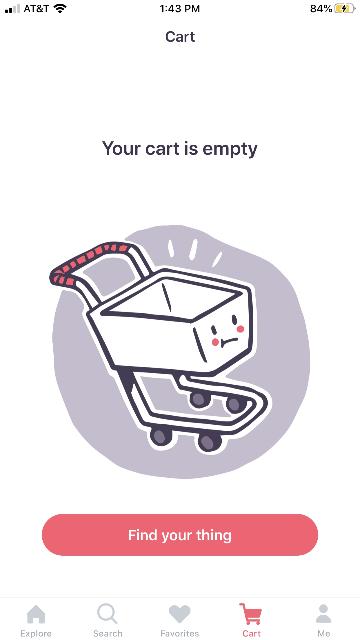 AT&T
1:43 PM
84%
Cart
Your cart is empty
Find your thing
Explore
Search
Favorites
Cart
Me